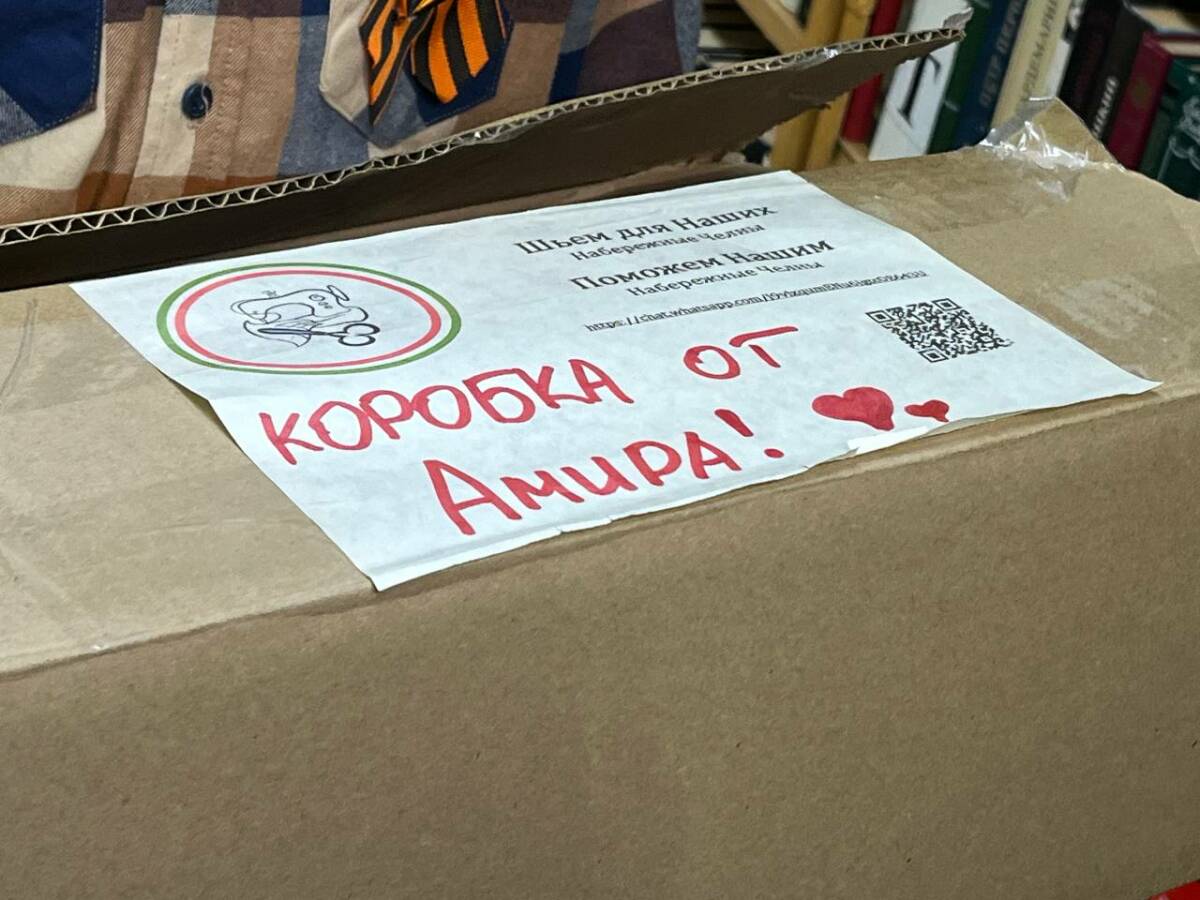 Шьем для Наших
Набережные Челны
Поможем Нашим
Набережные Челны
КОРОБКА ОТ
АМИРА!